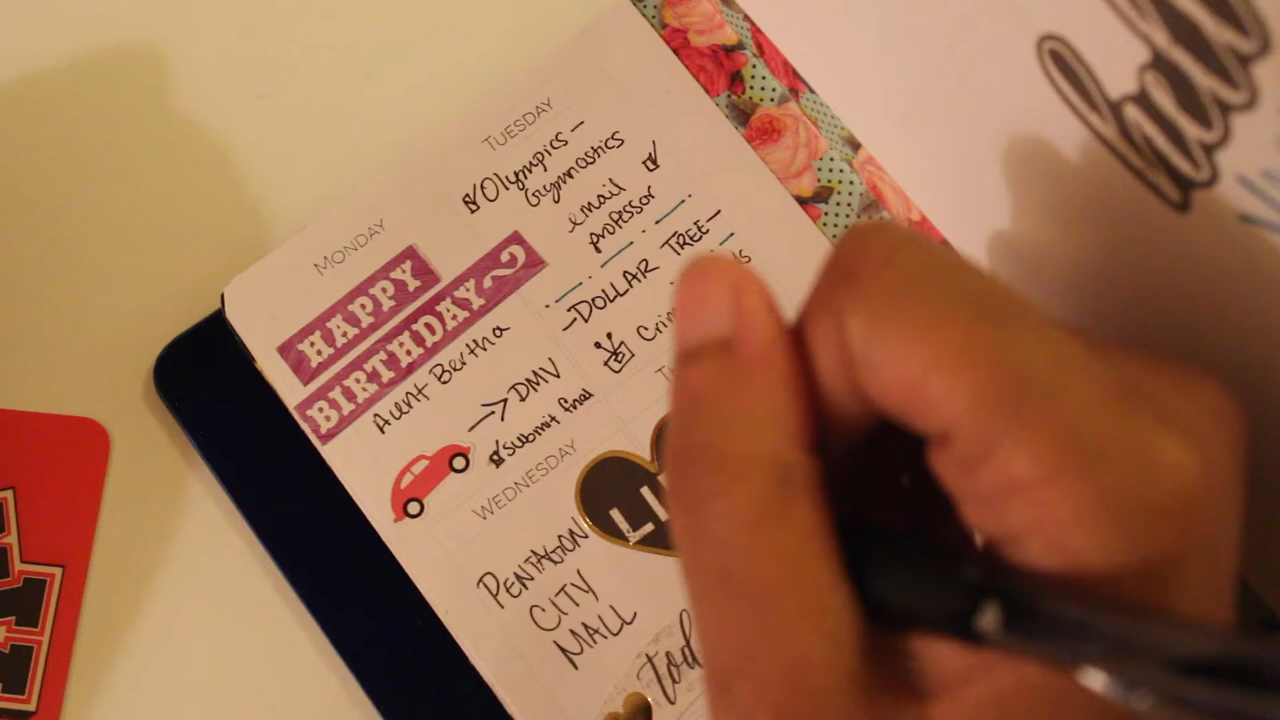 MONDAY
HAPPY
BIRTHDAY
Aunt Bertha
→ DMV
submit final
TUESDAY
Olympics -
Gymnastics
email
professor
-DOLLAR TREE-
WEDNESDAY
PENTAGON
CITY
MALL
hello